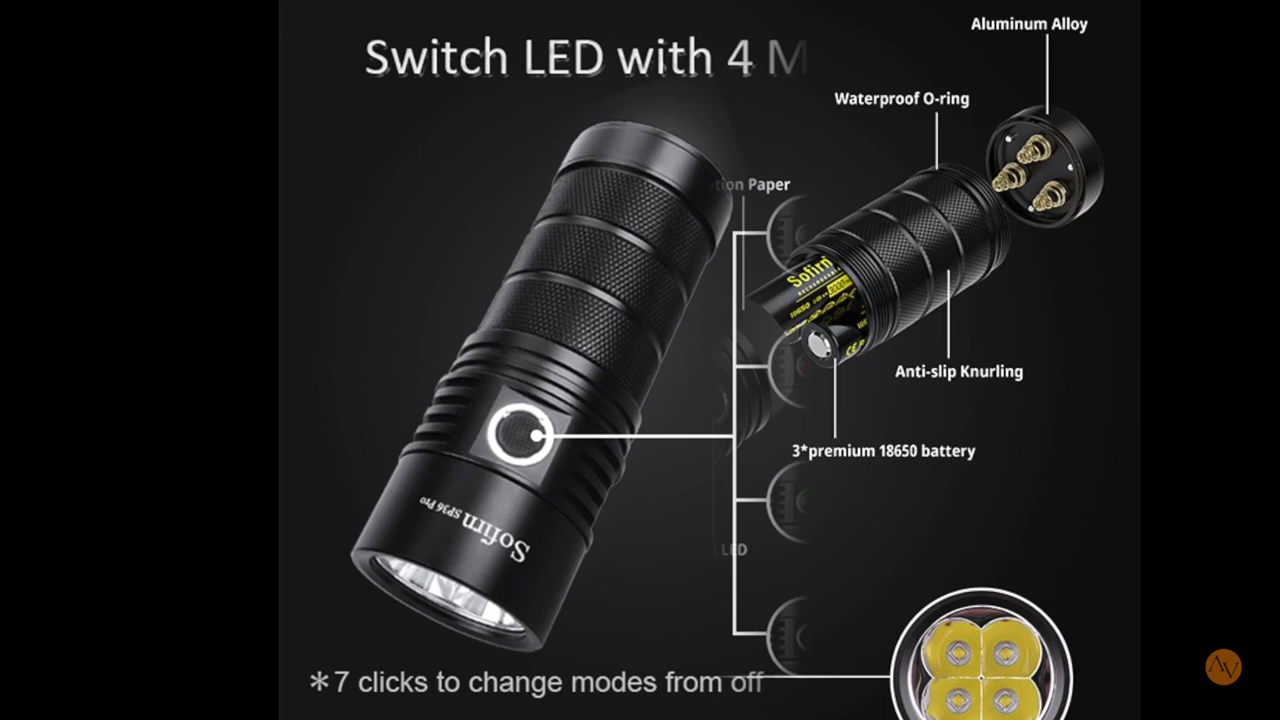 Aluminum Alloy
Switch LED with 4 M
Waterproof O-ring
Paper
Sofirn
Anti-slip Knurling
3*premium 18650 battery
Sofirn SP36 Pro
LED
*7 clicks to change modes from off